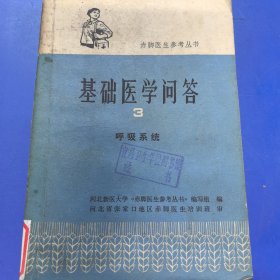 赤脚医生参考丛书
基础医学问答
3
呼吸系统
河北新医大学《赤脚医生参考丛书》编写组 编
河北省张家口地区赤脚医生培训班 审